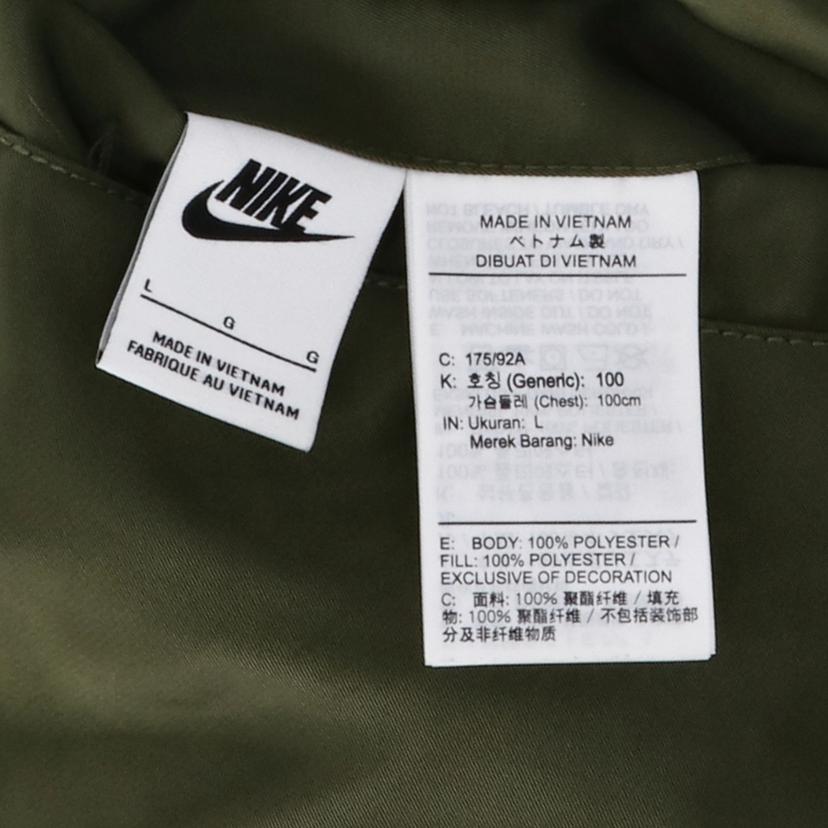 NIKE
L
G
G
MADE IN VIETNAM
FABRIQUE AU VIETNAM
MADE IN VIETNAM
ベトナム製
DIBUAT DI VIETNAM
C: 175/92A
K: 호칭 (Generic): 100
가슴둘레 (Chest): 100cm
IN: Ukuran: L
Merek Barang: Nike
E: BODY: 100% POLYESTER /
FILL: 100% POLYESTER /
EXCLUSIVE OF DECORATION
C: 面料: 100% 聚酯纤维 / 填充
物: 100% 聚酯纤维 / 不包括装饰部
分及非纤维物质